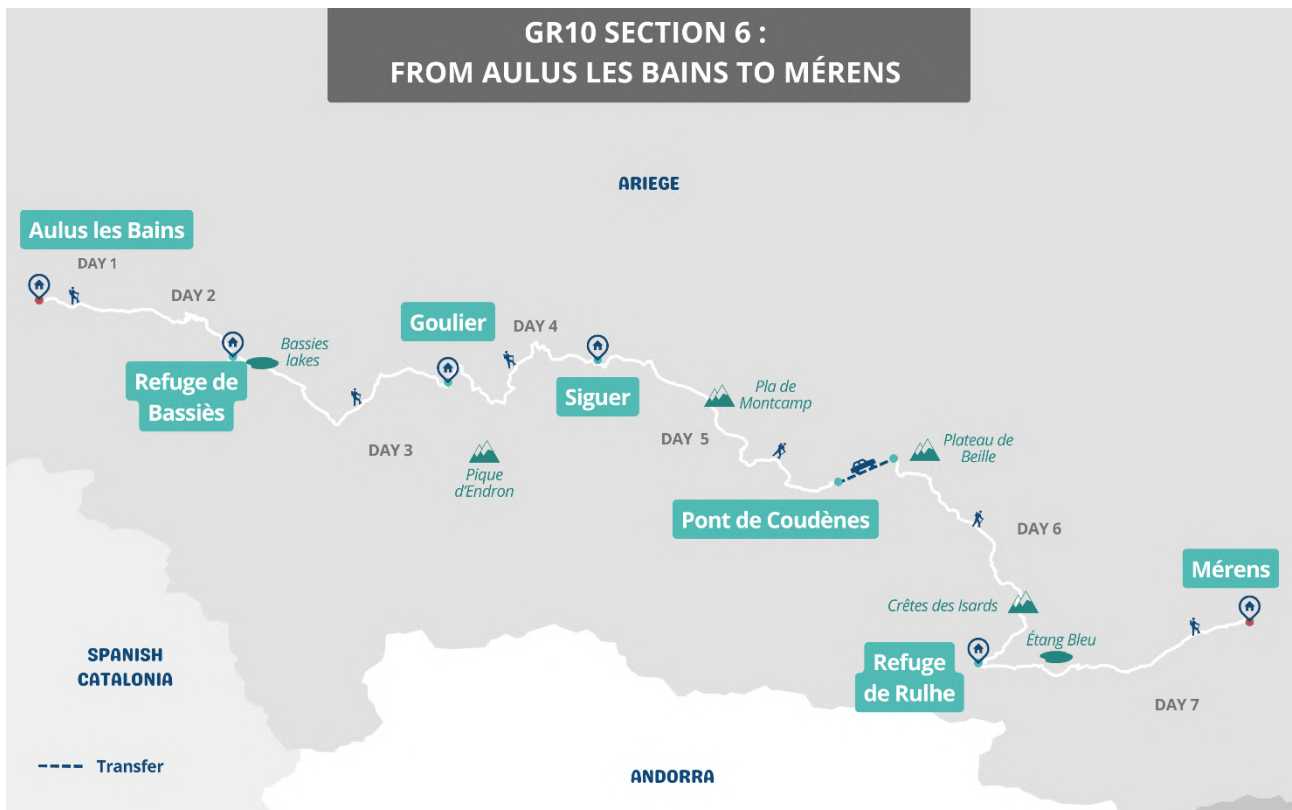 GR10 SECTION 6 :
FROM AULUS LES BAINS TO MÉRENS
ARIEGE
Aulus les Bains
DAY 1
DAY 2
Refuge de
Bassiès
Bassies
lakes
Goulier
DAY 3
Pique
d'Endron
DAY 4
Siguer
Pla de
Montcamp
DAY 5
Pont de Coudènes
Plateau de
Beille
DAY 6
Crêtes des Isards
Refuge
de Rulhe
Étang Bleu
Mérens
DAY 7
SPANISH
CATALONIA
Transfer
ANDORRA